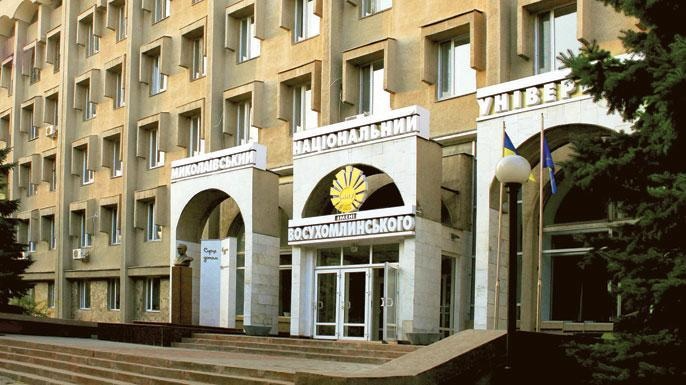 МИКОЛАЇВСЬКИЙ
НАЦІОНАЛЬНИЙ
УНІВЕР
ІМЕНІ
В.О.СУХОМЛИНСЬКОГО